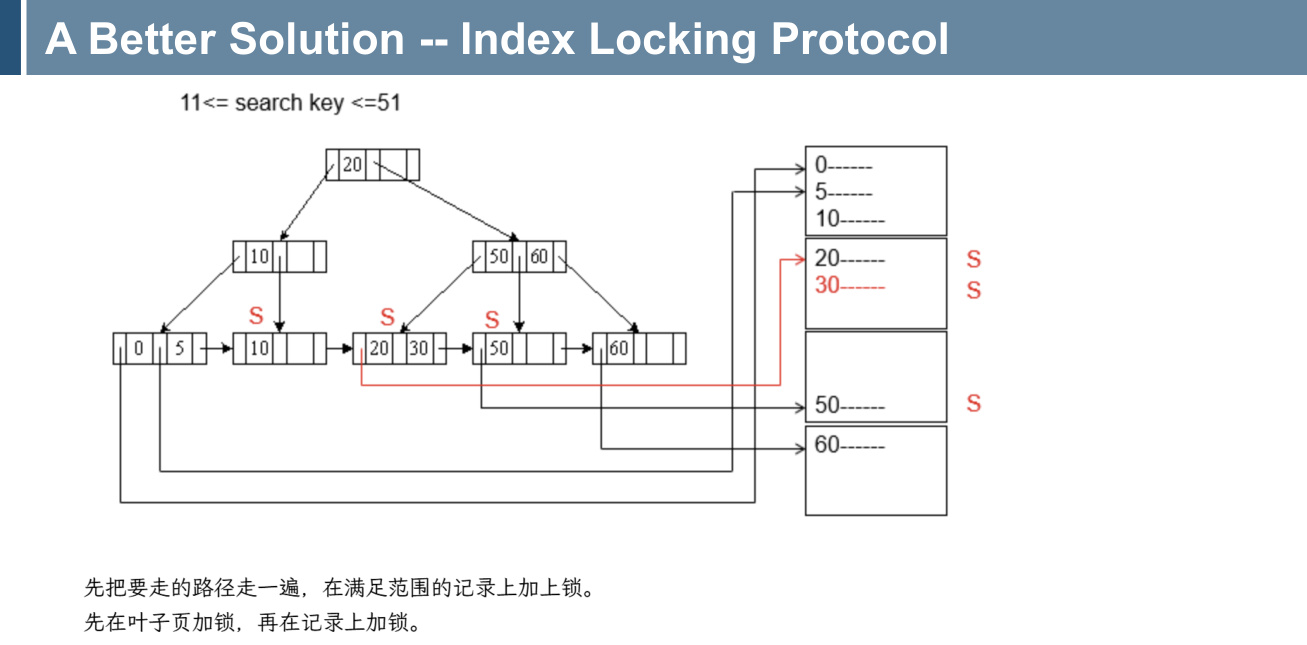 A Better Solution -- Index Locking Protocol
11<= search key <=51
20
10
50 60
S S S
0 5 10 20 30 50 60
0------
5------
10------
20------ S
30------ S
50------ S
60------
先把要走的路径走一遍，在满足范围的记录上加上锁。
先在叶子页加锁，再在记录上加锁。